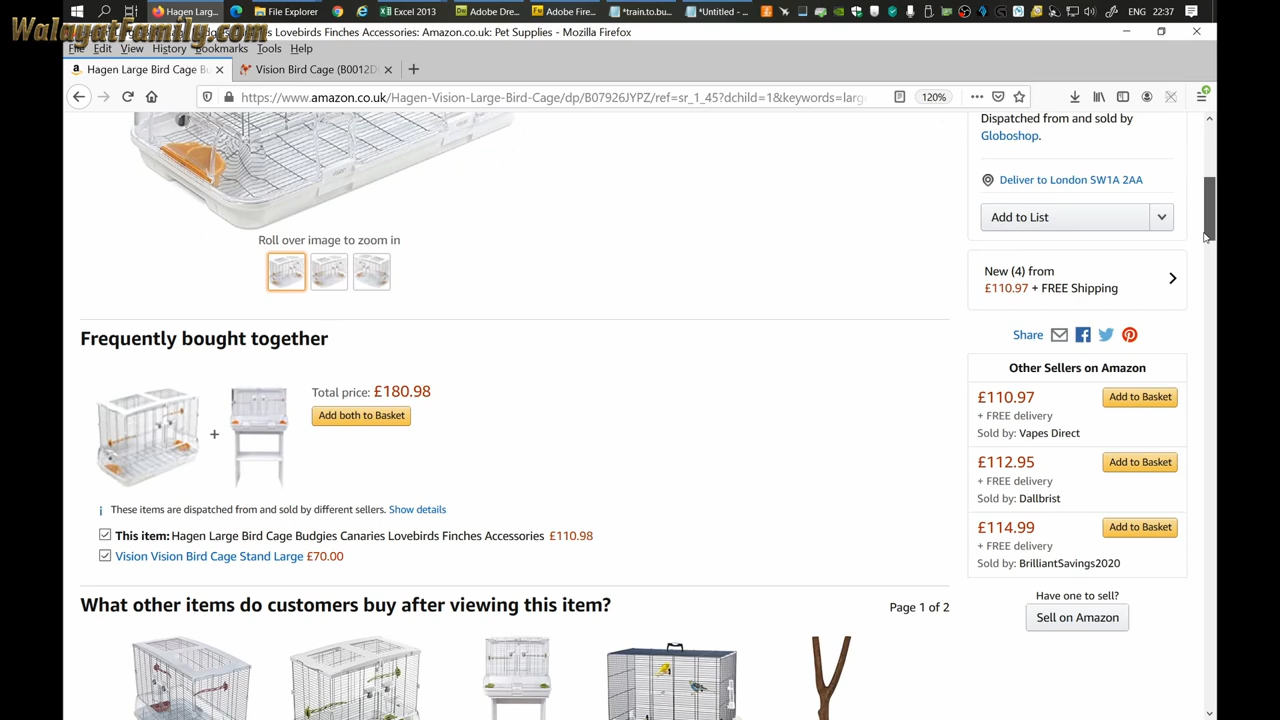 Hagen Larg...
File Explorer
Excel 2013
Adobe Dre...
Adobe Fire...
*train.to.bu...
*Untitled - ...
ENG
22:37
WalayatFamily.com
es Lovebirds Finches Accessories: Amazon.co.uk: Pet Supplies - Mozilla Firefox
File Edit View History Bookmarks Tools Help
Hagen Large Bird Cage Bu
Vision Bird Cage (B0012D
https://www.amazon.co.uk/Hagen-Vision-Large-Bird-Cage/dp/B07926JYPZ/ref=sr_1_45?dchild=1&keywords=larg
120%
Dispatched from and sold by
Globoshop.
Deliver to London SW1A 2AA
Add to List
Roll over image to zoom in
New (4) from
£110.97 + FREE Shipping
Share
Frequently bought together
Total price: £180.98
Add both to Basket
These items are dispatched from and sold by different sellers. Show details
This item: Hagen Large Bird Cage Budgies Canaries Lovebirds Finches Accessories £110.98
Vision Vision Bird Cage Stand Large £70.00
Other Sellers on Amazon
£110.97
Add to Basket
+ FREE delivery
Sold by: Vapes Direct
£112.95
Add to Basket
+ FREE delivery
Sold by: Dallbrist
£114.99
Add to Basket
+ FREE delivery
Sold by: BrilliantSavings2020
Have one to sell?
Sell on Amazon
What other items do customers buy after viewing this item?
Page 1 of 2